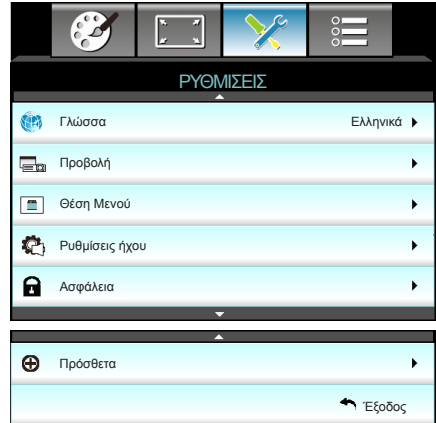 ΡΥΘΜΙΣΕΙΣ
Γλώσσα Ελληνικά
Προβολή
Θέση Μενού
Ρυθμίσεις ήχου
Ασφάλεια
Πρόσθετα
Έξοδος